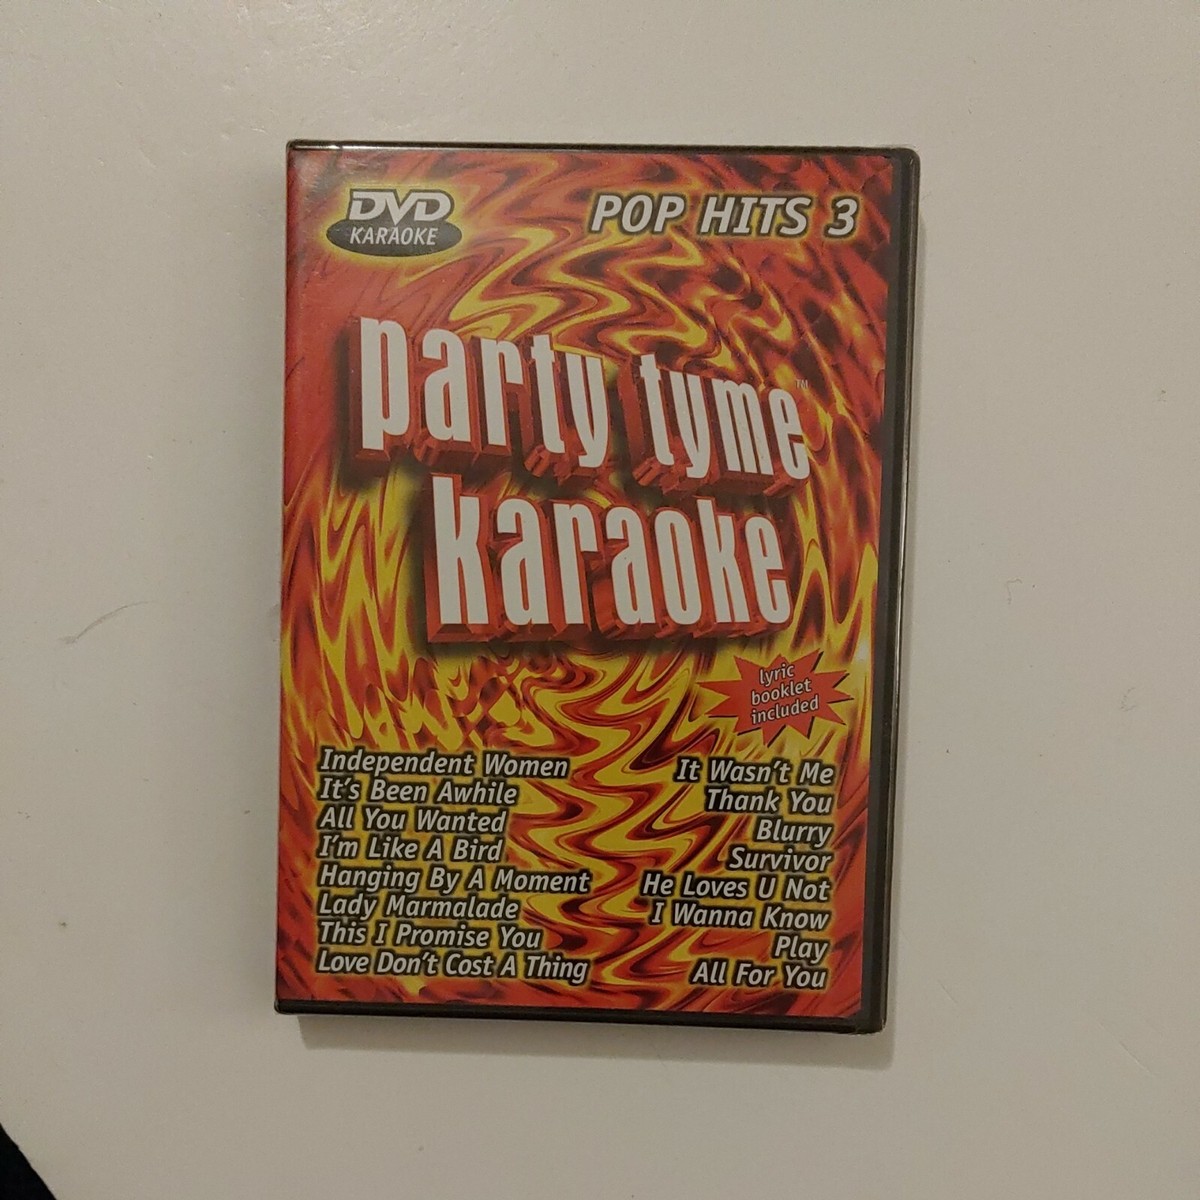 DVD
KARAOKE
POP HITS 3
party tyme™
karaoke
lyric
booklet
included
Independent Women
It's Been Awhile
All You Wanted
I'm Like A Bird
Hanging By A Moment
Lady Marmalade
This I Promise You
Love Don't Cost A Thing
It Wasn't Me
Thank You
Blurry
Survivor
He Loves U Not
I Wanna Know
Play
All For You